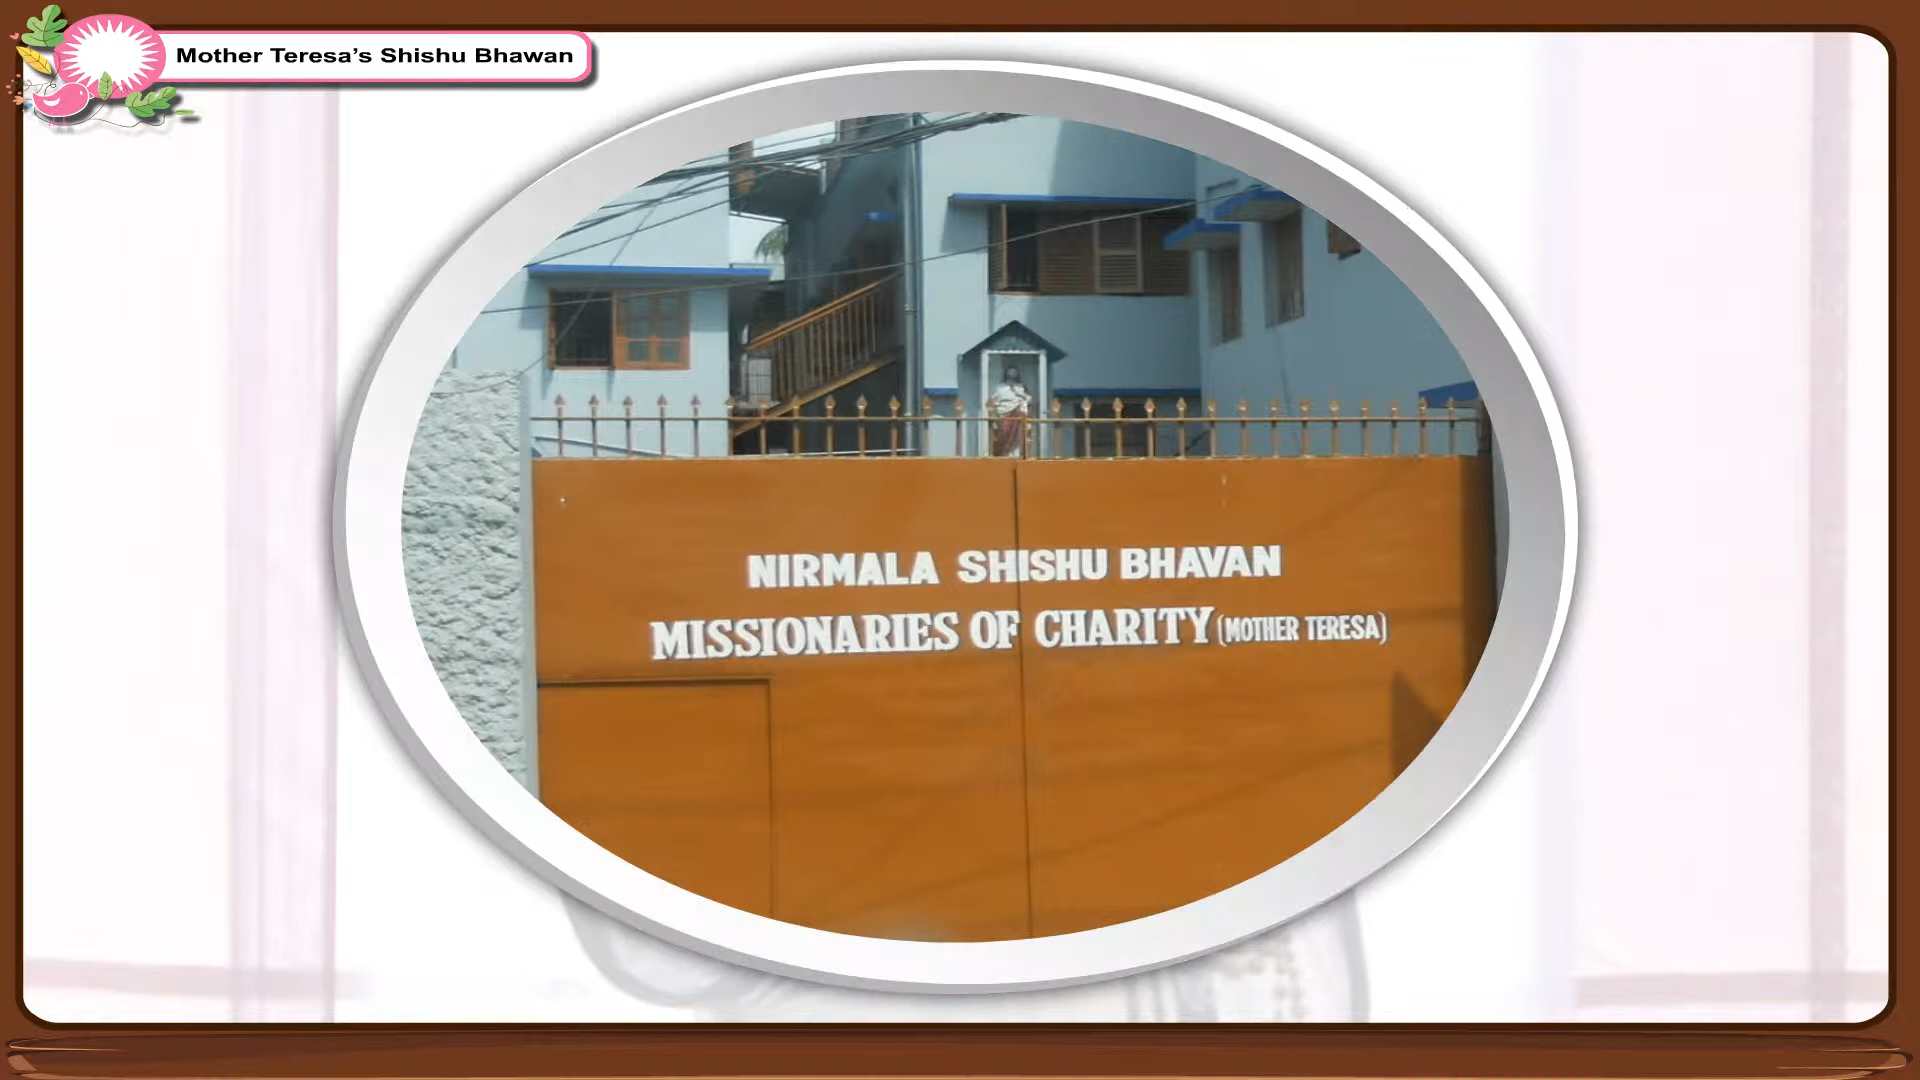 Mother Teresa’s Shishu Bhawan
NIRMALA SHISHU BHAVAN
MISSIONARIES OF CHARITY (MOTHER TERESA)